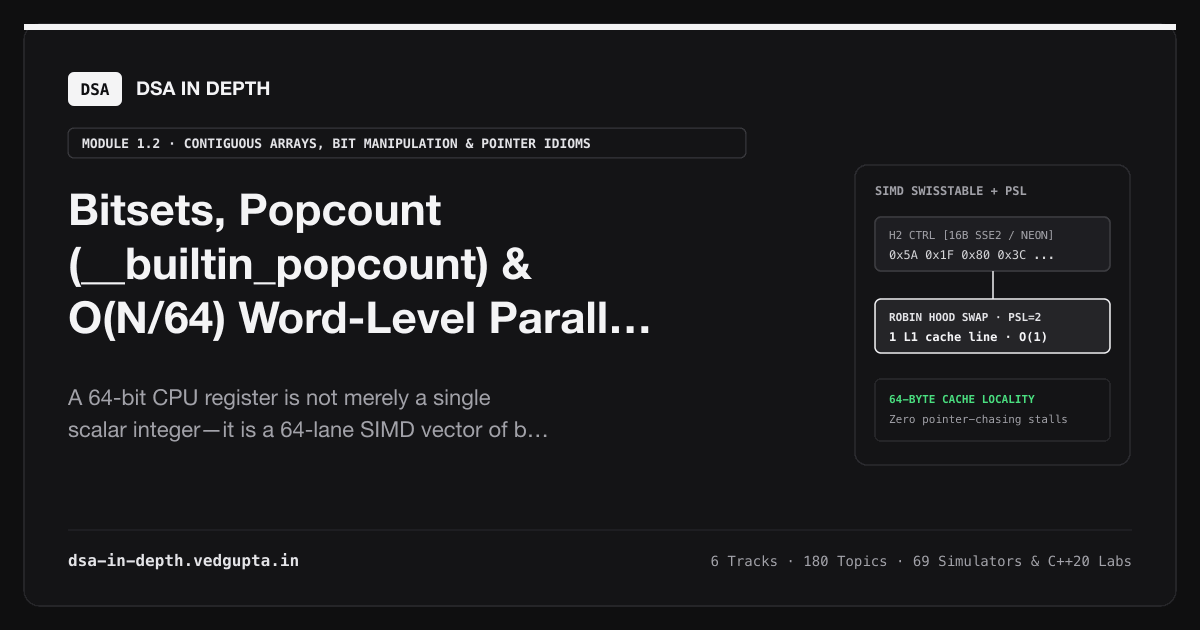 DSA DSA IN DEPTH
MODULE 1.2 · CONTIGUOUS ARRAYS, BIT MANIPULATION & POINTER IDIOMS
Bitsets, Popcount
(__builtin_popcount) &
O(N/64) Word-Level Parall...
A 64-bit CPU register is not merely a single
scalar integer—it is a 64-lane SIMD vector of b...
SIMD SWISSTABLE + PSL
H2 CTRL [16B SSE2 / NEON]
0x5A 0x1F 0x80 0x3C ...
ROBIN HOOD SWAP · PSL=2
1 L1 cache line · O(1)
64-BYTE CACHE LOCALITY
Zero pointer-chasing stalls
dsa-in-depth.vedgupta.in
6 Tracks · 180 Topics · 69 Simulators & C++20 Labs